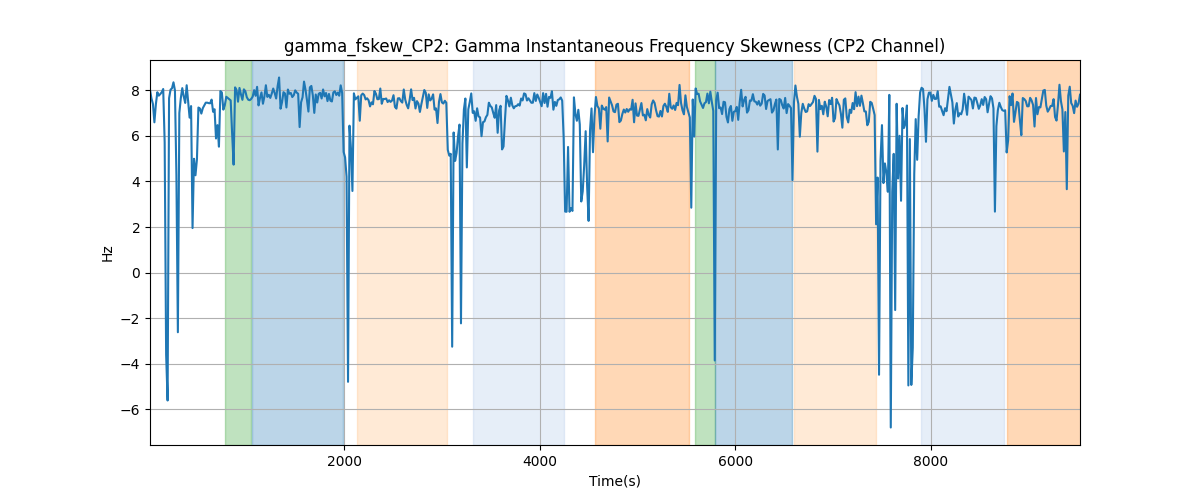 gamma_fskew_CP2: Gamma Instantaneous Frequency Skewness (CP2 Channel)
8
6
4
2
0
−2
−4
−6
Hz
2000 4000 6000 8000
Time(s)